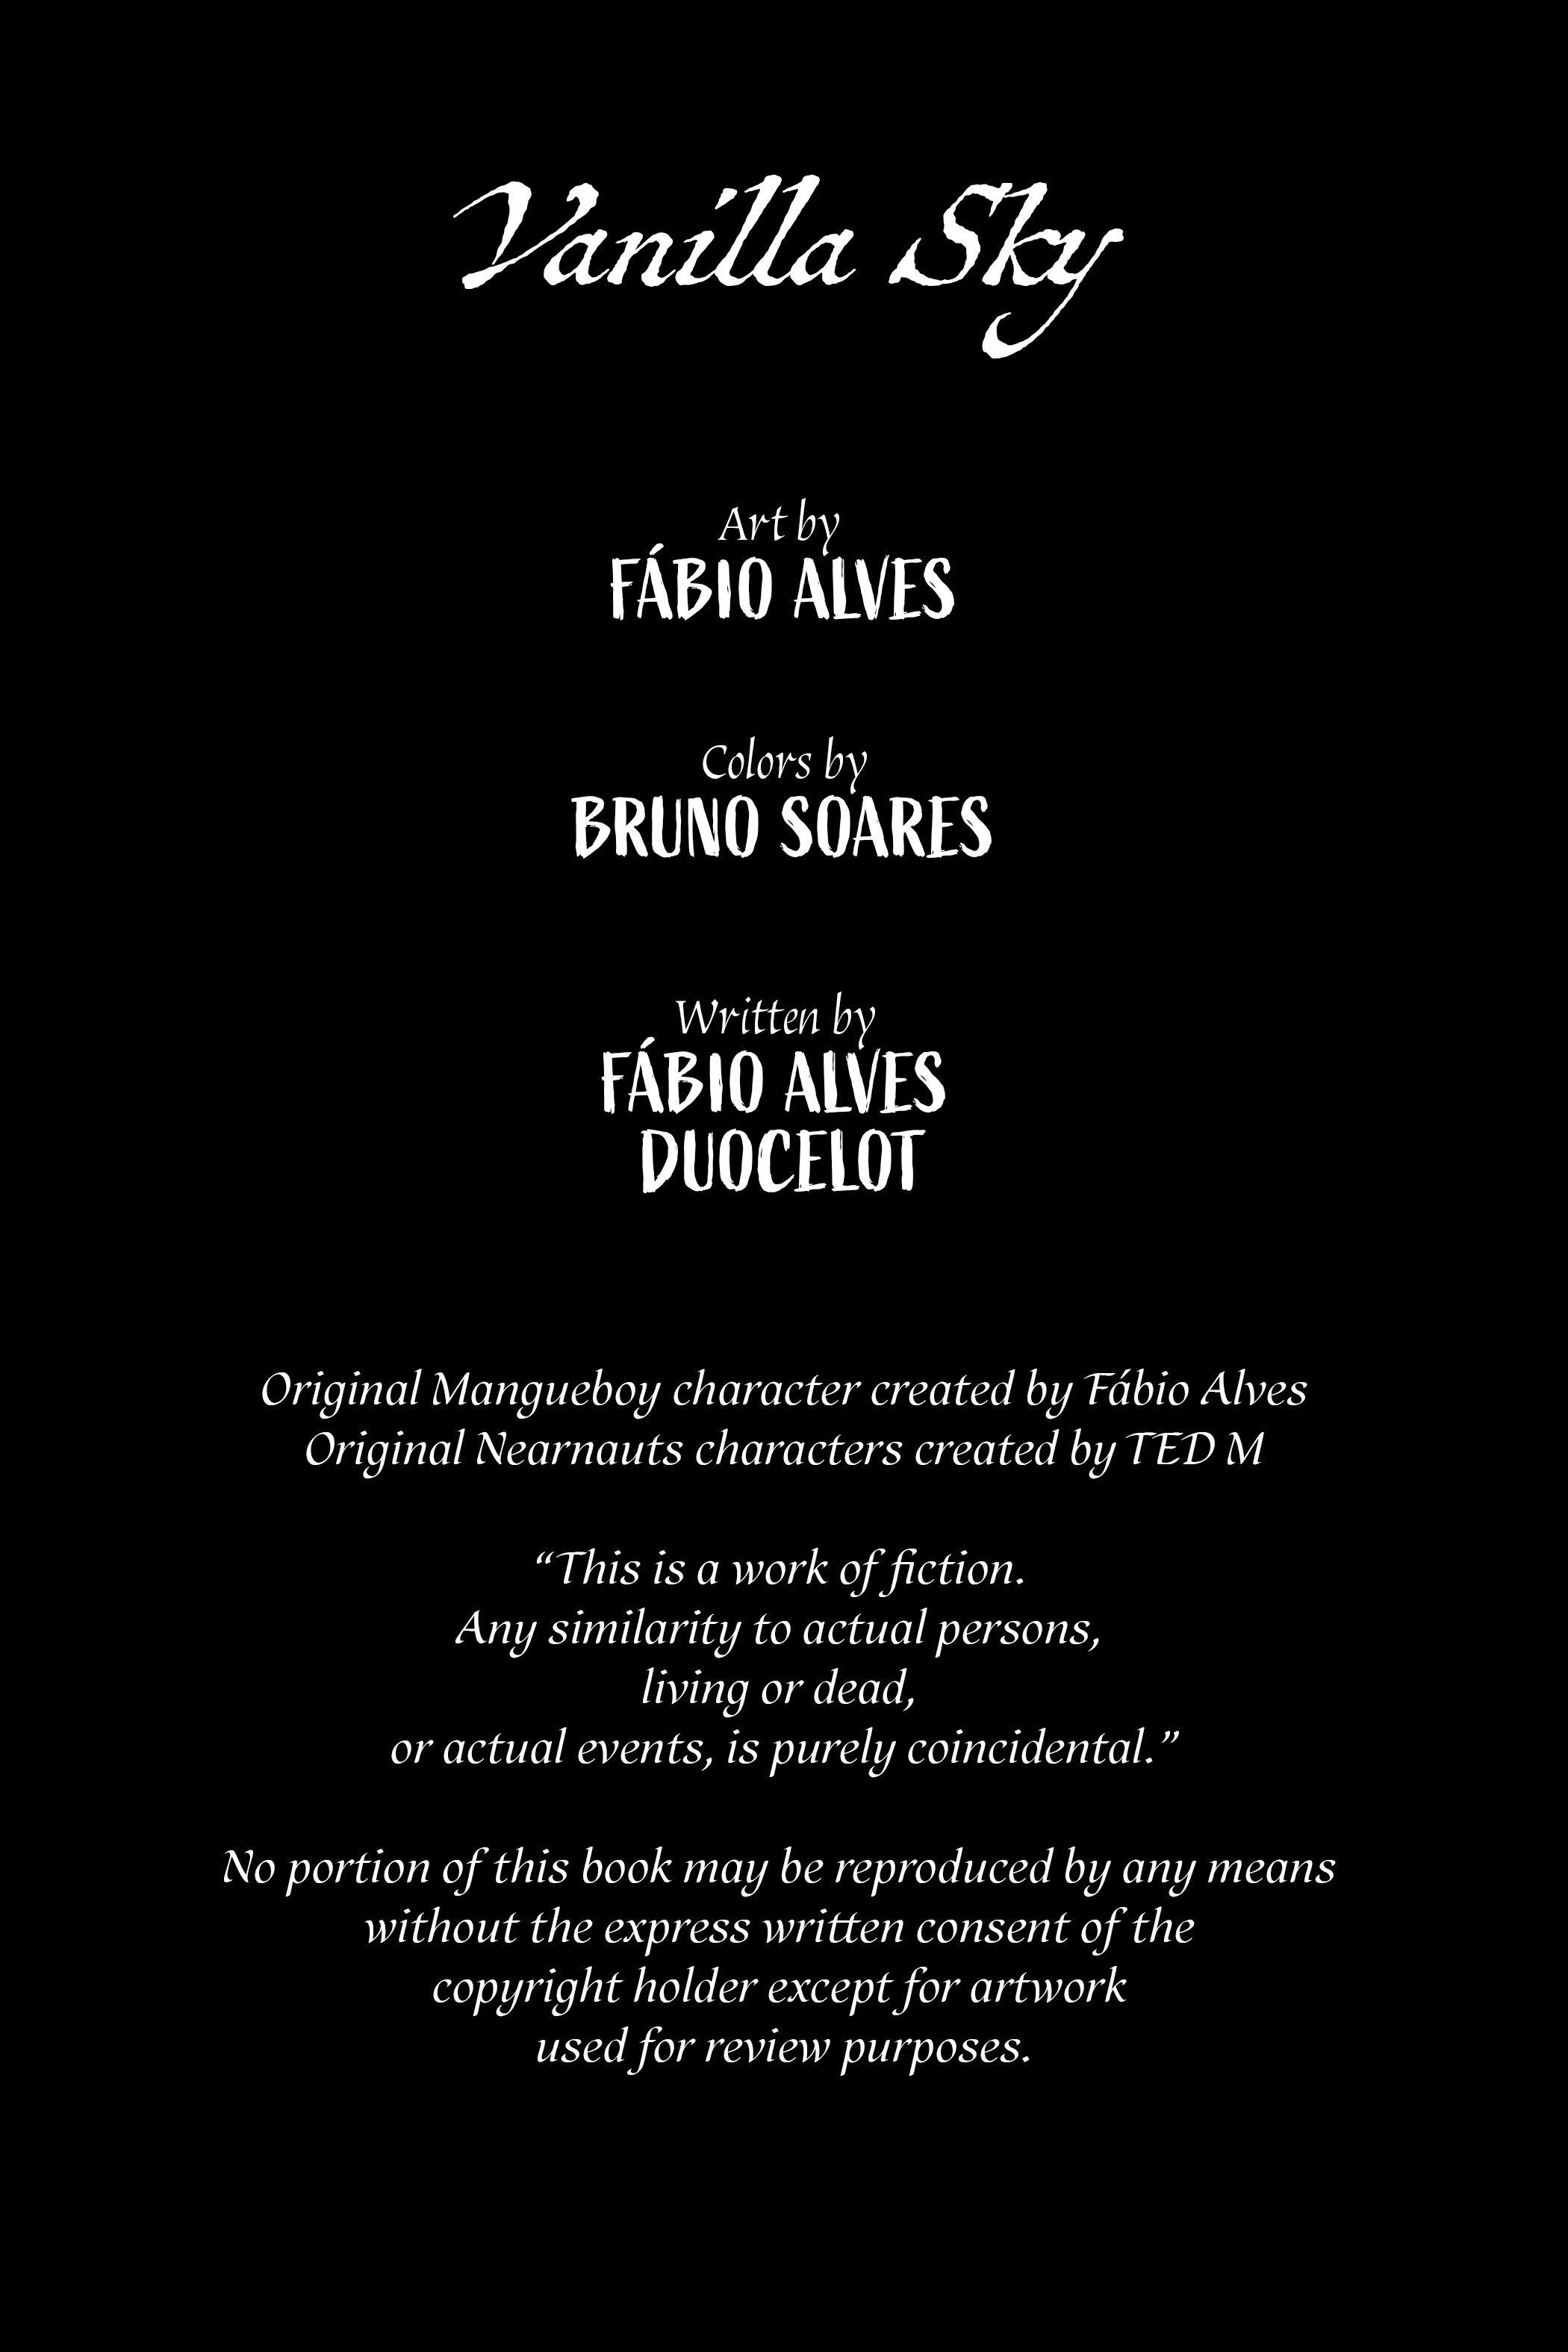 Vanilla Sky
Art by
FÁBIO ALVES
Colors by
BRUNO SOARES
Written by
FÁBIO ALVES
DUOCELOT
Original Mangueboy character created by Fábio Alves
Original Nearnauts characters created by TED M
“This is a work of fiction.
Any similarity to actual persons,
living or dead,
or actual events, is purely coincidental.”
No portion of this book may be reproduced by any means
without the express written consent of the
copyright holder except for artwork
used for review purposes.